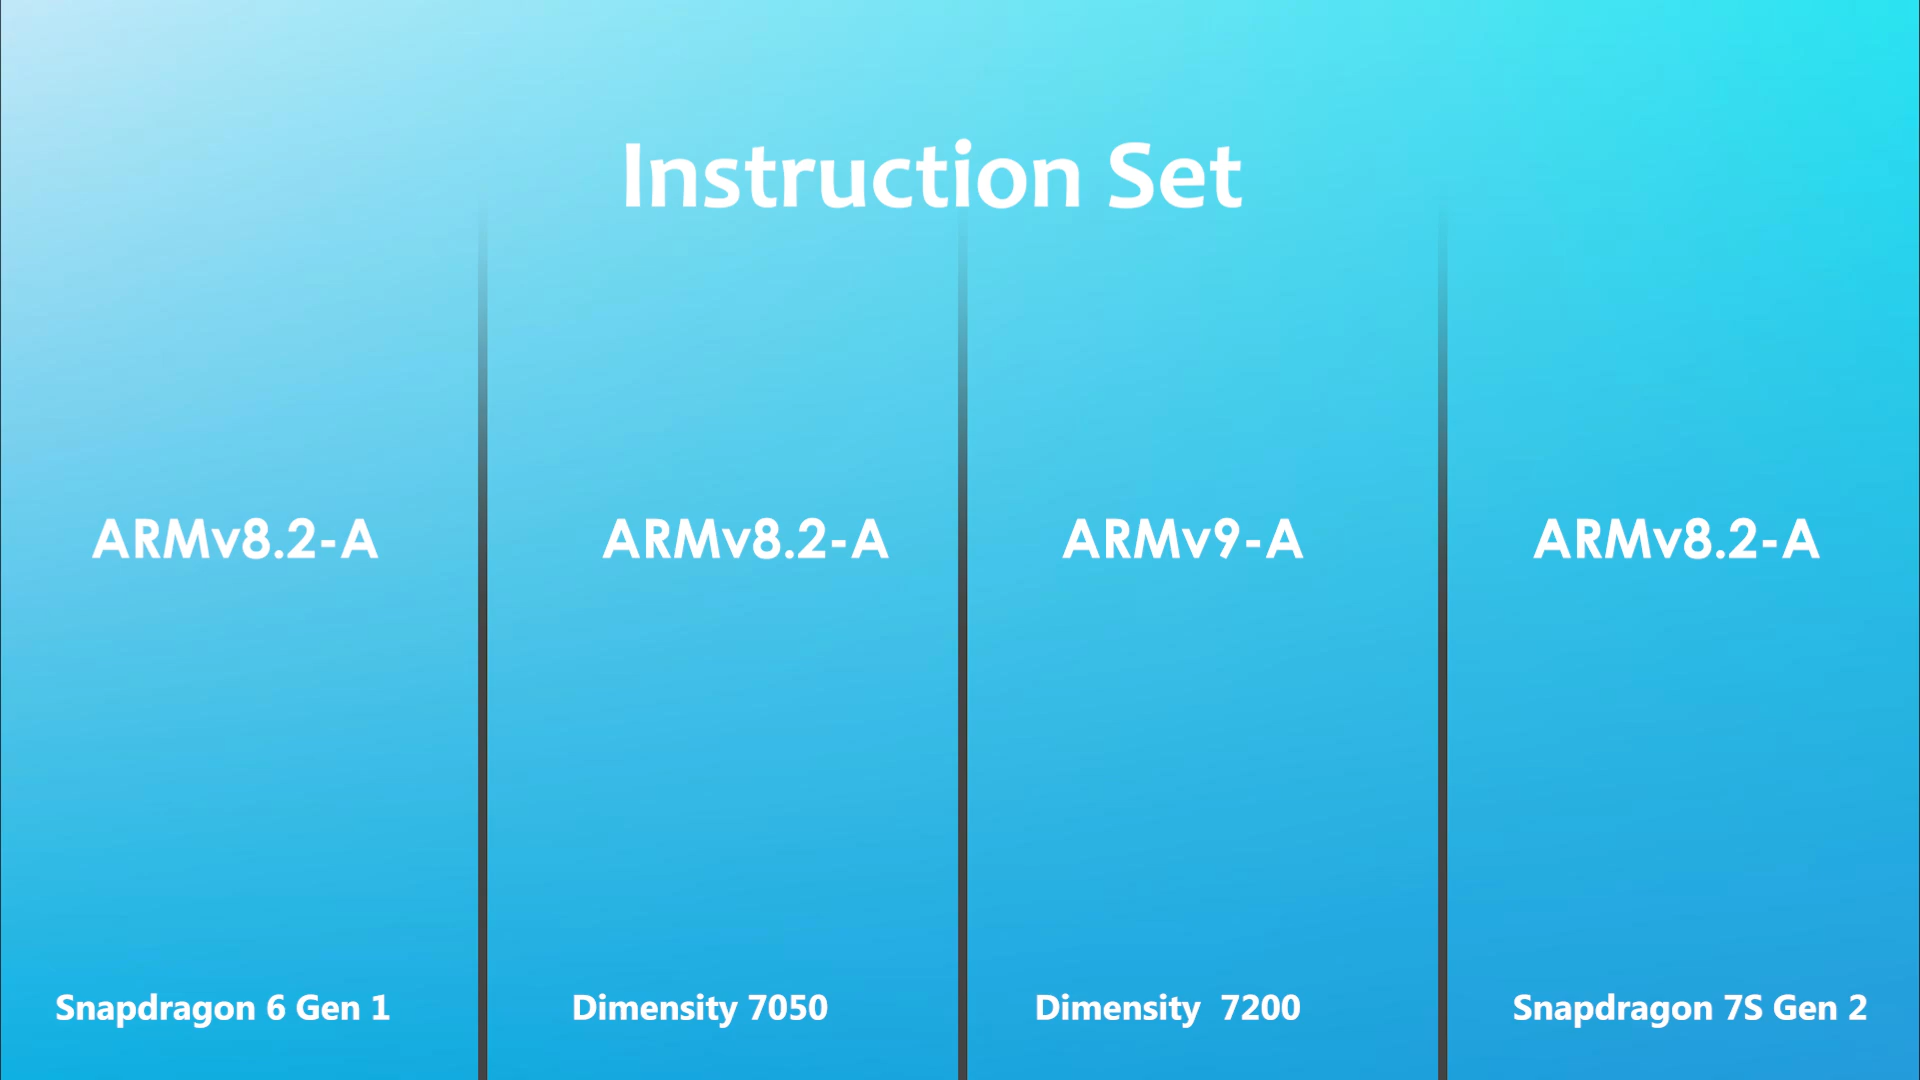 Instruction Set
ARMv8.2-A
ARMv8.2-A
ARMv9-A
ARMv8.2-A
Snapdragon 6 Gen 1
Dimensity 7050
Dimensity  7200
Snapdragon 7S Gen 2